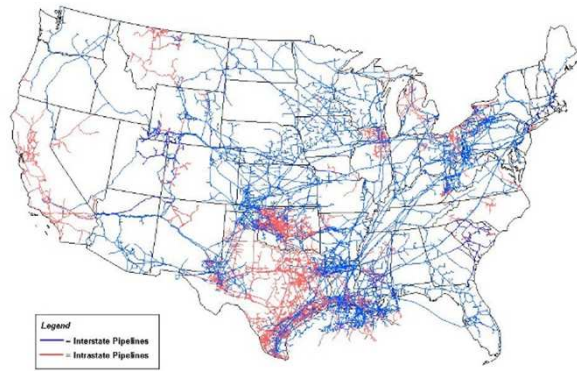 Legend
= Interstate Pipelines
= Intrastate Pipelines